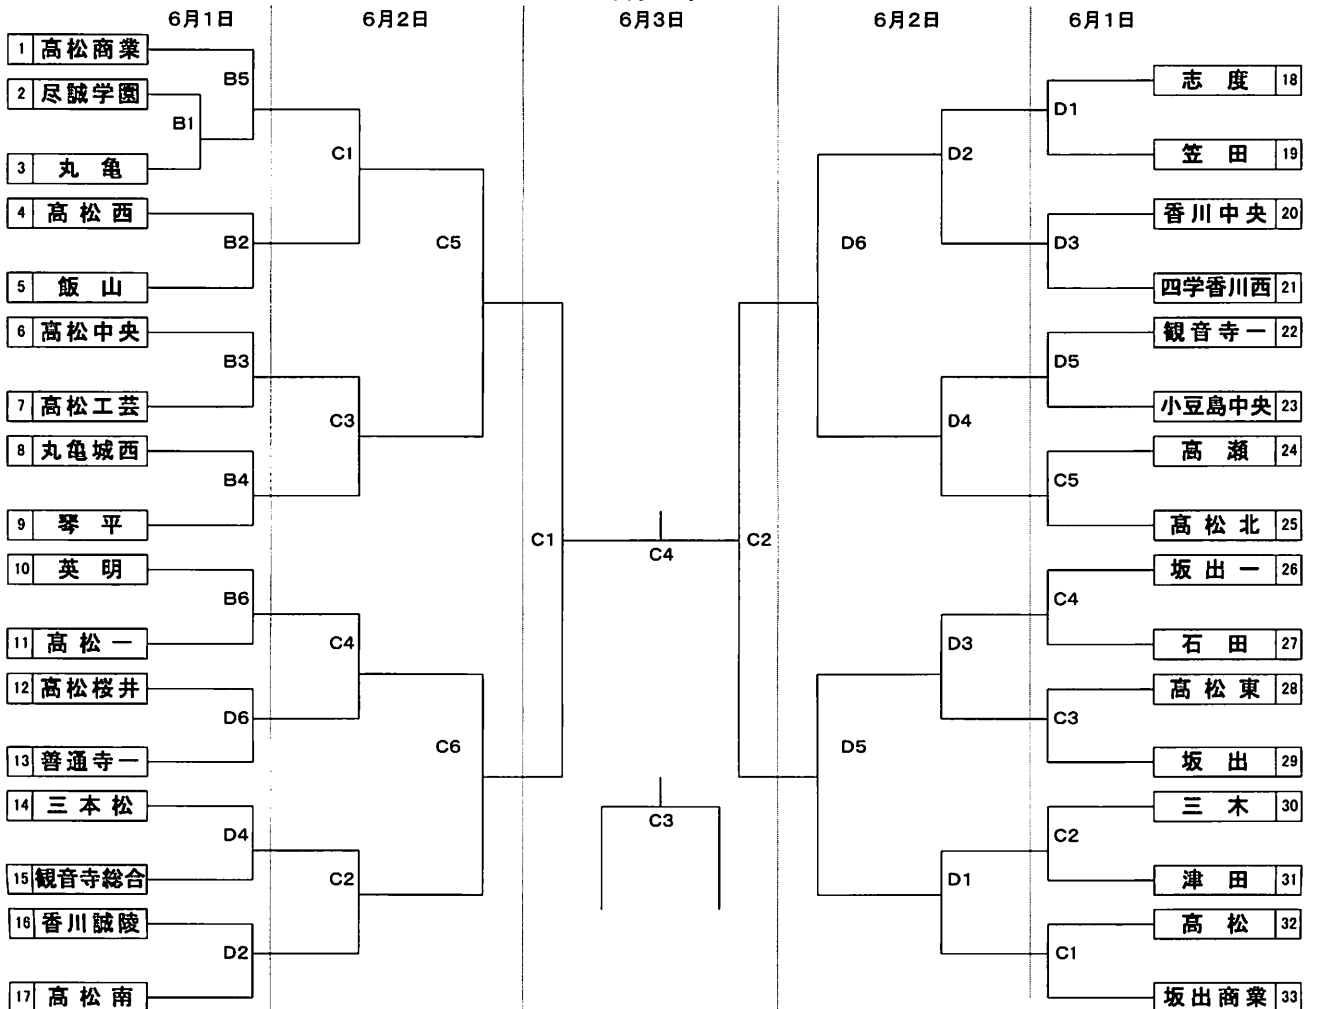 6月1日 6月2日 6月3日 6月2日 6月1日
1 高松商業
B5
2 尽誠学園
B1
3 丸亀
C1
4 高松西
B2
C5
5 飯山
6 高松中央
B3
7 高松工芸
C3
8 丸亀城西
B4
9 琴平
C1
10 英明
B6
11 高松一
C4
12 高松桜井
D6
C6
13 善通寺一
14 三本松
D4
15 観音寺総合
C2
16 香川誠陵
D2
17 高松南
C4
C3
志度 18
D1
笠田 19
D2
香川中央 20
D3
D6
四学香川西 21
観音寺一 22
D5
小豆島中央 23
D4
高瀬 24
C5
高松北 25
C2
坂出一 26
C4
石田 27
D3
高松東 28
C3
D5
坂出 29
三木 30
C2
津田 31
D1
高松 32
C1
坂出商業 33